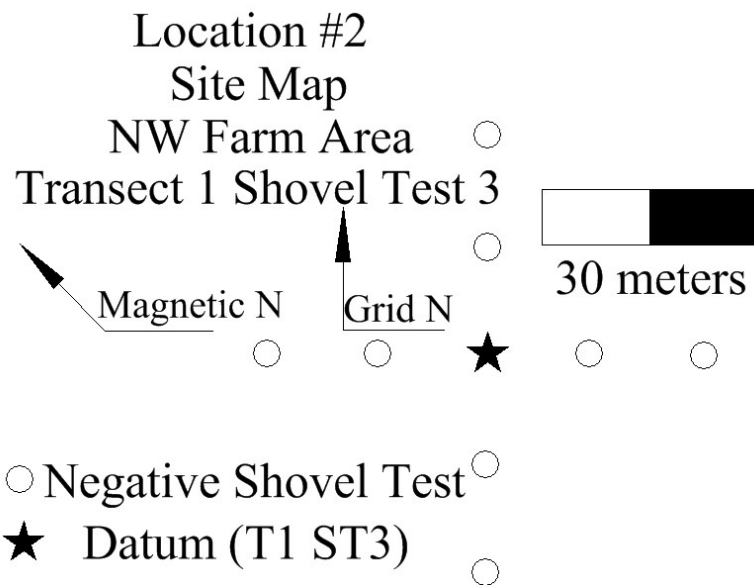 Location #2
Site Map
NW Farm Area
Transect 1 Shovel Test 3
30 meters
Magnetic N
Grid N
Negative Shovel Test
Datum (T1 ST3)